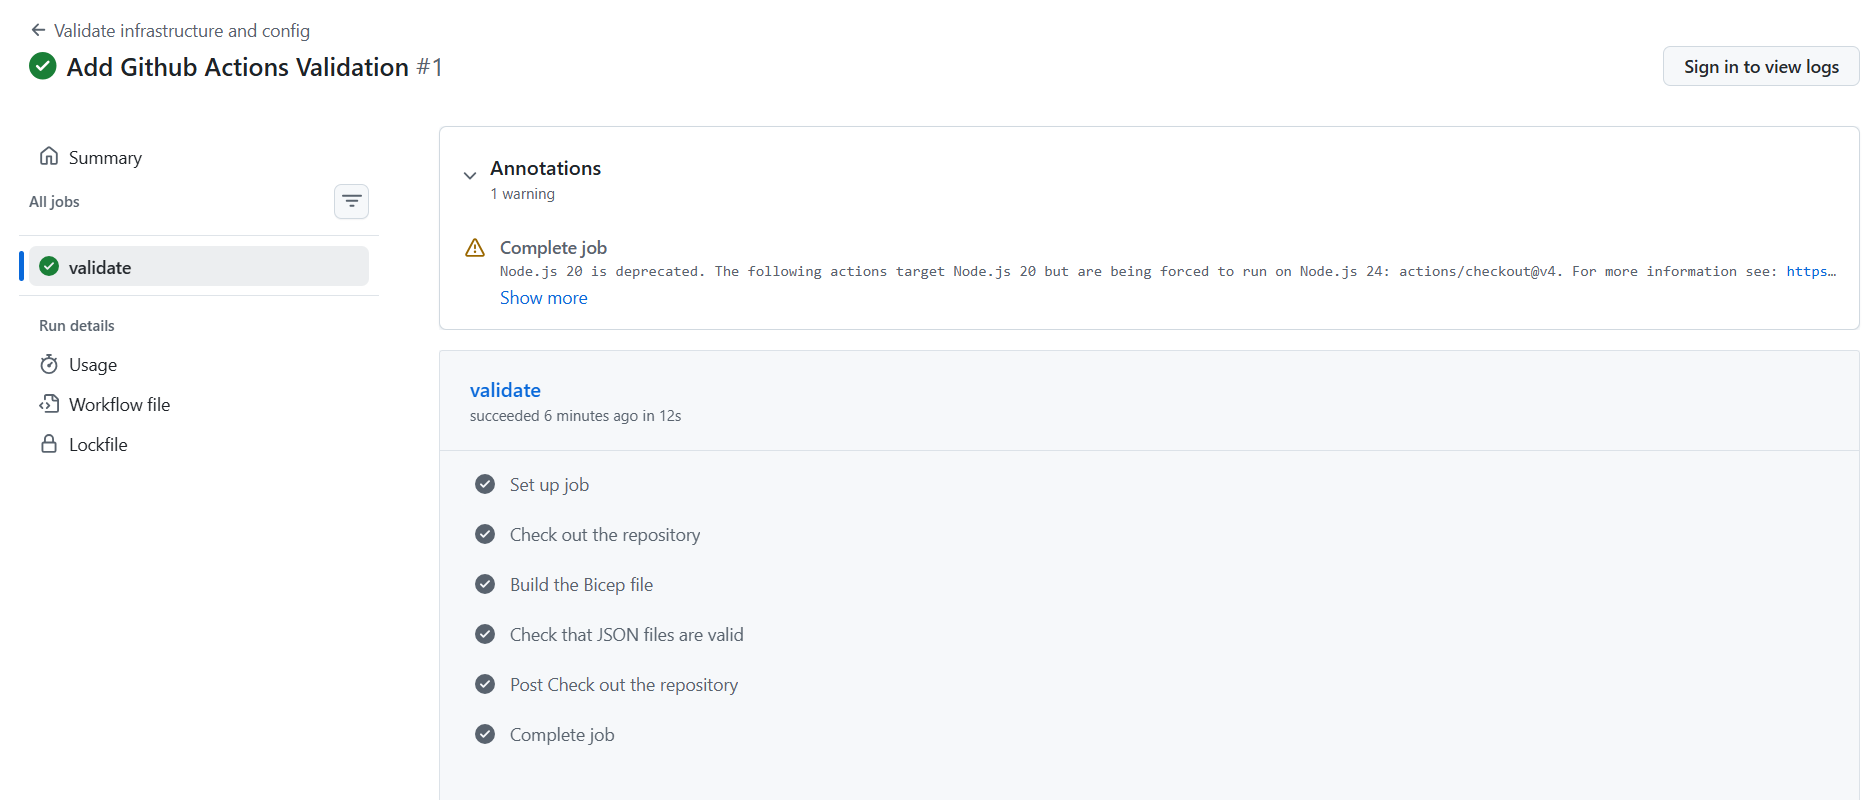 Validate infrastructure and config
Add Github Actions Validation #1
Sign in to view logs
Summary
All jobs
validate
Run details
Usage
Workflow file
Lockfile
Annotations
1 warning
Complete job
Node.js 20 is deprecated. The following actions target Node.js 20 but are being forced to run on Node.js 24: actions/checkout@v4. For more information see: https…
Show more
validate
succeeded 6 minutes ago in 12s
Set up job
Check out the repository
Build the Bicep file
Check that JSON files are valid
Post Check out the repository
Complete job